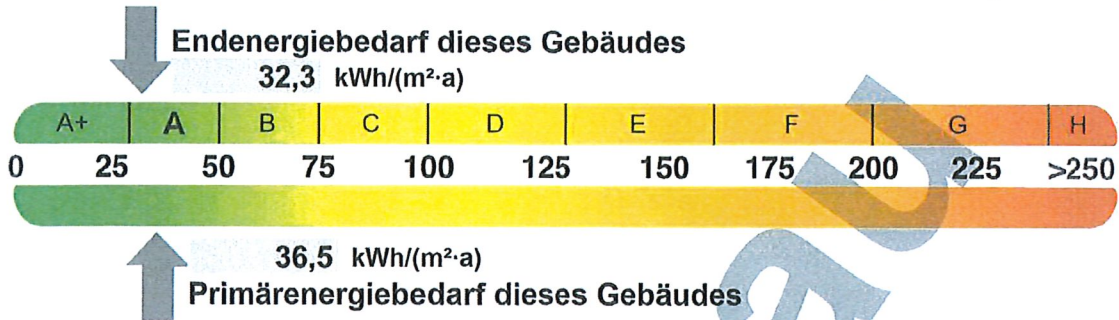 Endenergiebedarf dieses Gebäudes
32,3 kWh/(m²·a)
A+ A B C D E F G H
0 25 50 75 100 125 150 175 200 225 >250
36,5 kWh/(m²·a)
Primärenergiebedarf dieses Gebäudes